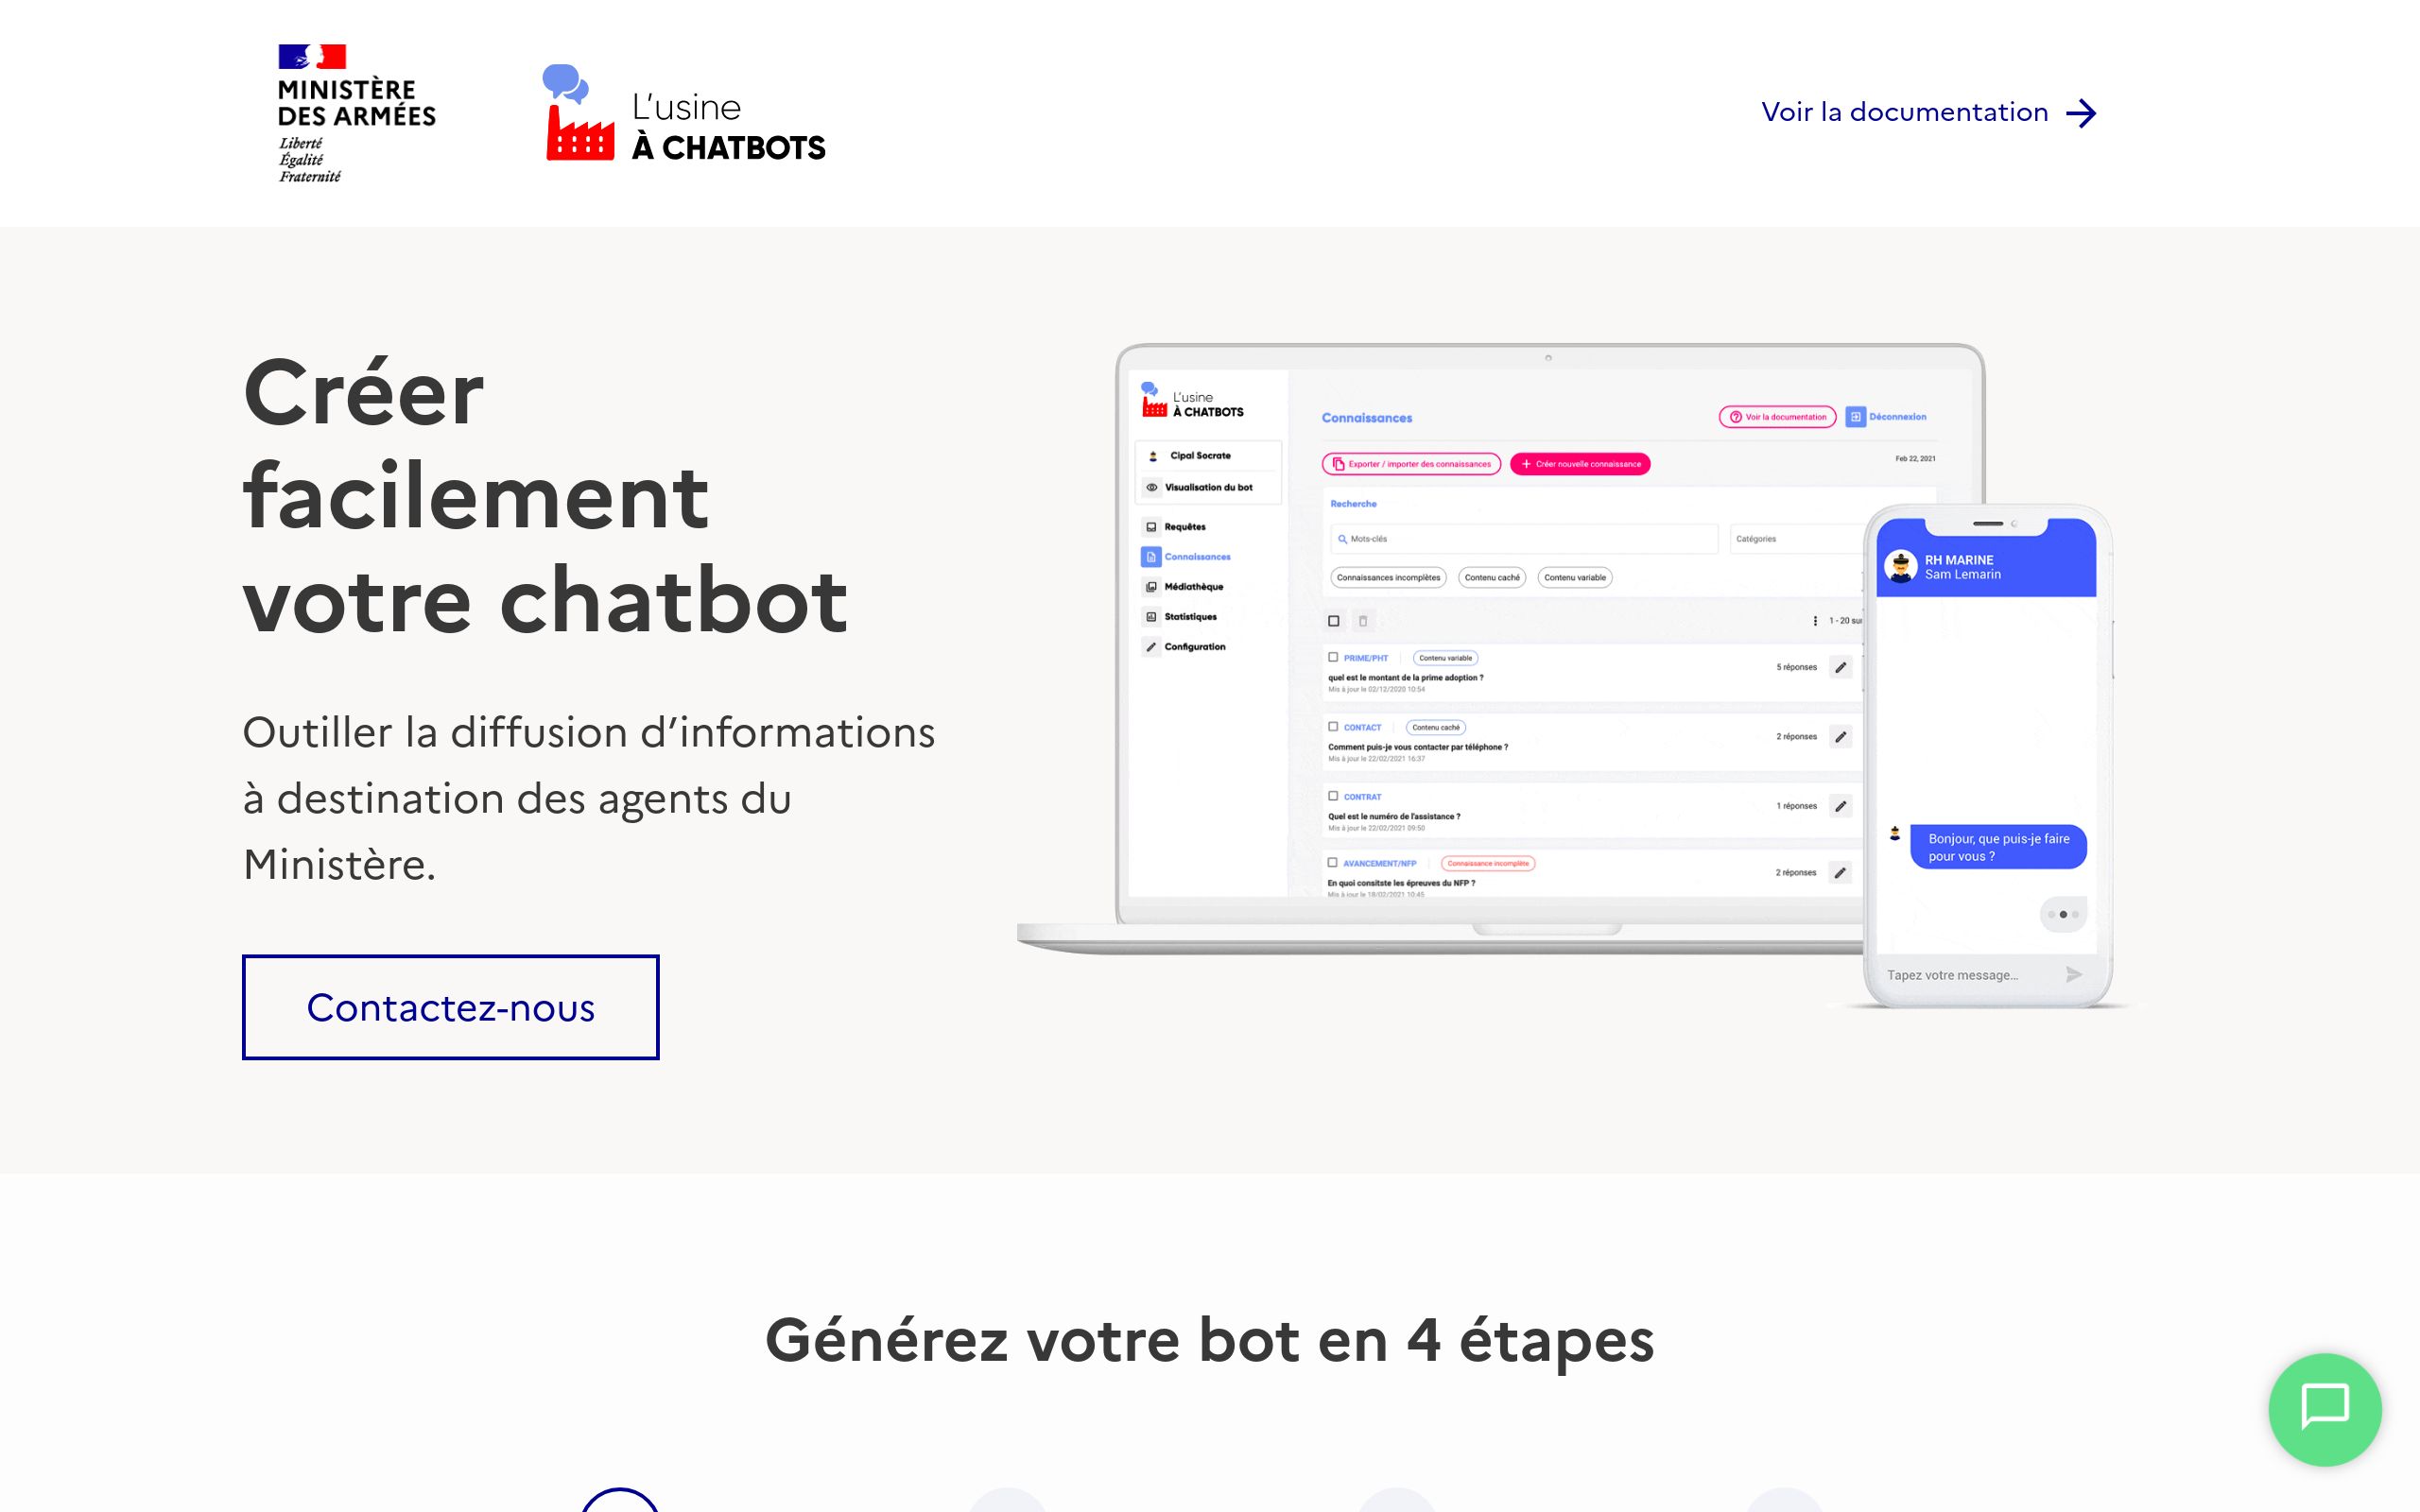 MINISTÈRE
DES ARMÉES
Liberté
Égalité
Fraternité
L'usine
À CHATBOTS
Voir la documentation
Créer
facilement
votre chatbot
Outiller la diffusion d’informations
à destination des agents du
Ministère.
Contactez-nous
L'usine
À CHATBOTS
Cipal Socrate
Visualisation du bot
Requêtes
Connaissances
Médiathèque
Statistiques
Configuration
Connaissances
Voir la documentation
Déconnexion
Exporter / importer des connaissances
Créer nouvelle connaissance
Feb 22, 2021
Recherche
Mots-clés
Catégories
Connaissances incomplètes
Contenu caché
Contenu variable
1 - 20 sur
PRIME/PHT
Contenu variable
5 réponses
quel est le montant de la prime adoption ?
Mis à jour le 02/12/2020 10:54
CONTACT
Contenu caché
2 réponses
Comment puis-je vous contacter par téléphone ?
Mis à jour le 22/02/2021 16:37
CONTRAT
1 réponses
Quel est le numéro de l'assistance ?
Mis à jour le 22/02/2021 09:50
AVANCEMENT/NFP
Connaissance incomplète
2 réponses
En quoi consitste les épreuves du NFP ?
Mis à jour le 18/02/2021 10:45
RH MARINE
Sam Lemarin
Bonjour, que puis-je faire
pour vous ?
Tapez votre message...
Générez votre bot en 4 étapes